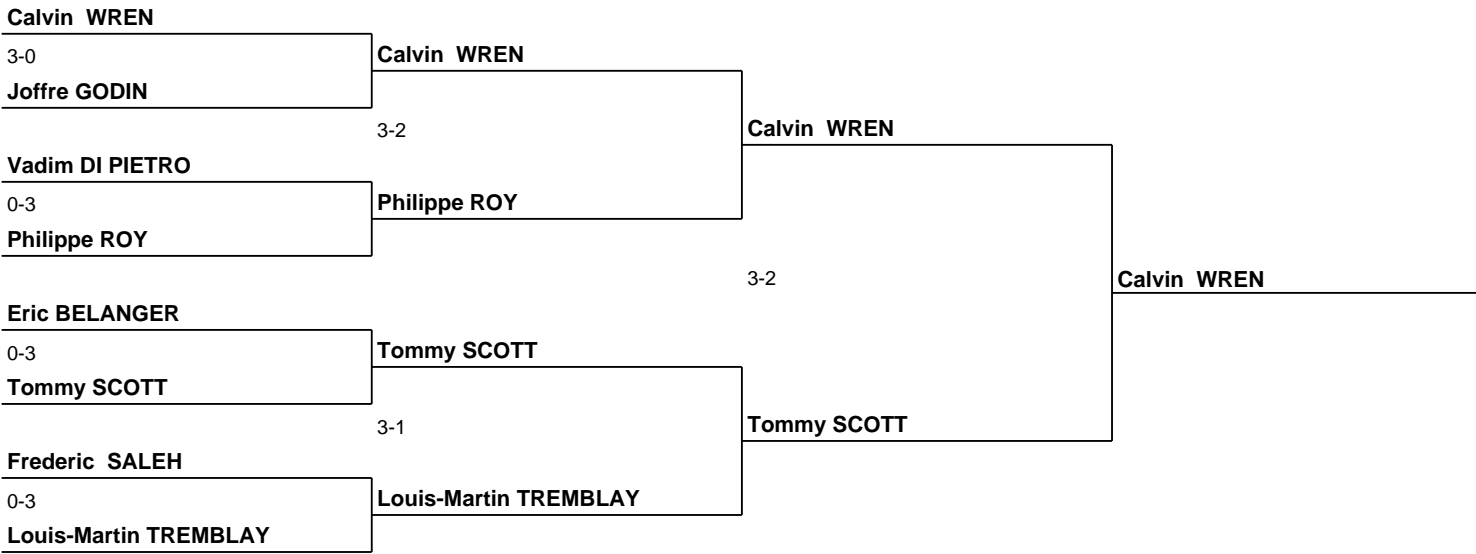 Calvin  WREN
3-0
Calvin  WREN
Joffre GODIN
3-2
Calvin  WREN
Vadim DI PIETRO
0-3
Philippe ROY
Philippe ROY
3-2
Calvin  WREN
Eric BELANGER
0-3
Tommy SCOTT
Tommy SCOTT
3-1
Tommy SCOTT
Frederic  SALEH
0-3
Louis-Martin TREMBLAY
Louis-Martin TREMBLAY